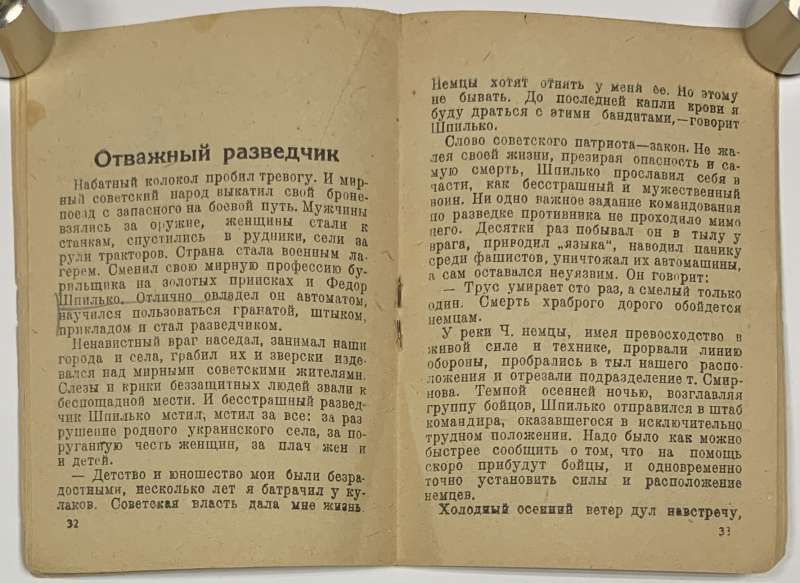 Отважный разведчик
Набатный колокол пробил тревогу. И мир-
ный советский народ выкатил свой броне-
поезд с запасного на боевой путь. Мужчины
взялись за оружие, женщины стали к
станкам, спустились в рудники, сели за
рули тракторов. Страна стала военным ла-
герем. Сменил свою мирную профессию бу-
рильщика на золотых приисках и Федор
Шпилько. Отлично овладел он автоматом,
научился пользоваться гранатой, штыком,
прикладом и стал разведчиком.
Ненавистный враг наседал, занимал наши
города и села, грабил их и зверски изде-
вался над мирными советскими жителями.
Слезы и крики беззащитных людей звали к
беспощадной мести. И бесстрашный развед-
чик Шпилько мстил, мстил за все: за раз
рушение родного украинского села, за по-
руганную честь женщин, за плач жен и
и детей.
— Детство и юношество мои были безра-
достными, несколько лет я батрачил у ку-
лаков. Советская власть дала мне жизнь.
32
Немцы хотят отнять у меня ее. Но этому
не бывать. До последней капли крови я
буду драться с этими бандитами,—говорит
Шпилько.
Слово советского патриота—закон. Не жа-
лея своей жизни, презирая опасность и са-
мую смерть, Шпилько прославил себя в
части, как бесстрашный и мужественный
воин. Ни одно важное задание командования
по разведке противника не проходило мимо
него. Десятки раз побывал он в тылу у
врага, приводил „языка“, наводил панику
среди фашистов, уничтожал их автомашины,
а сам оставался неуязвим. Он говорит:
— Трус умирает сто раз, а смелый только
один. Смерть храброго дорого обойдется
немцам.
У реки Ч. немцы, имея превосходство в
живой силе и технике, прорвали линию
обороны, пробрались в тыл нашего распо-
ложения и отрезали подразделение т. Смир-
нова. Темной осенней ночью, возглавляя
группу бойцов, Шпилько отправился в штаб
командира, оказавшегося в исключительно
трудном положении. Надо было как можно
быстрее сообщить о том, что на помощь
скоро прибудут бойцы, и одновременно
точно установить силы и расположение
немцев.
Холодный осенний ветер дул навстречу,
33